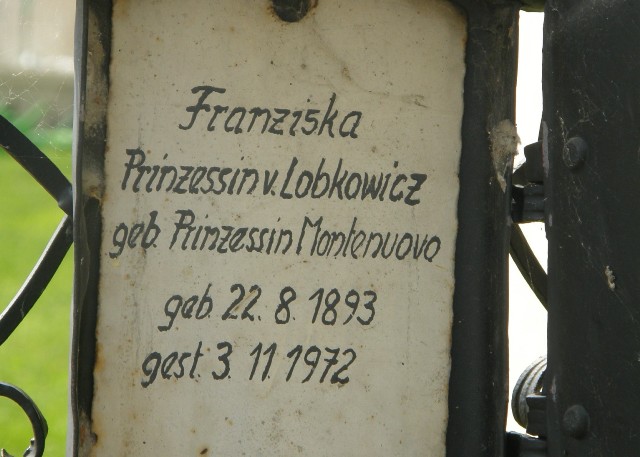 Franziska
Prinzessin v. Lobkowicz
geb. Prinzessin Montenuovo
geb. 22. 8. 1893
gest. 3. 11. 1972